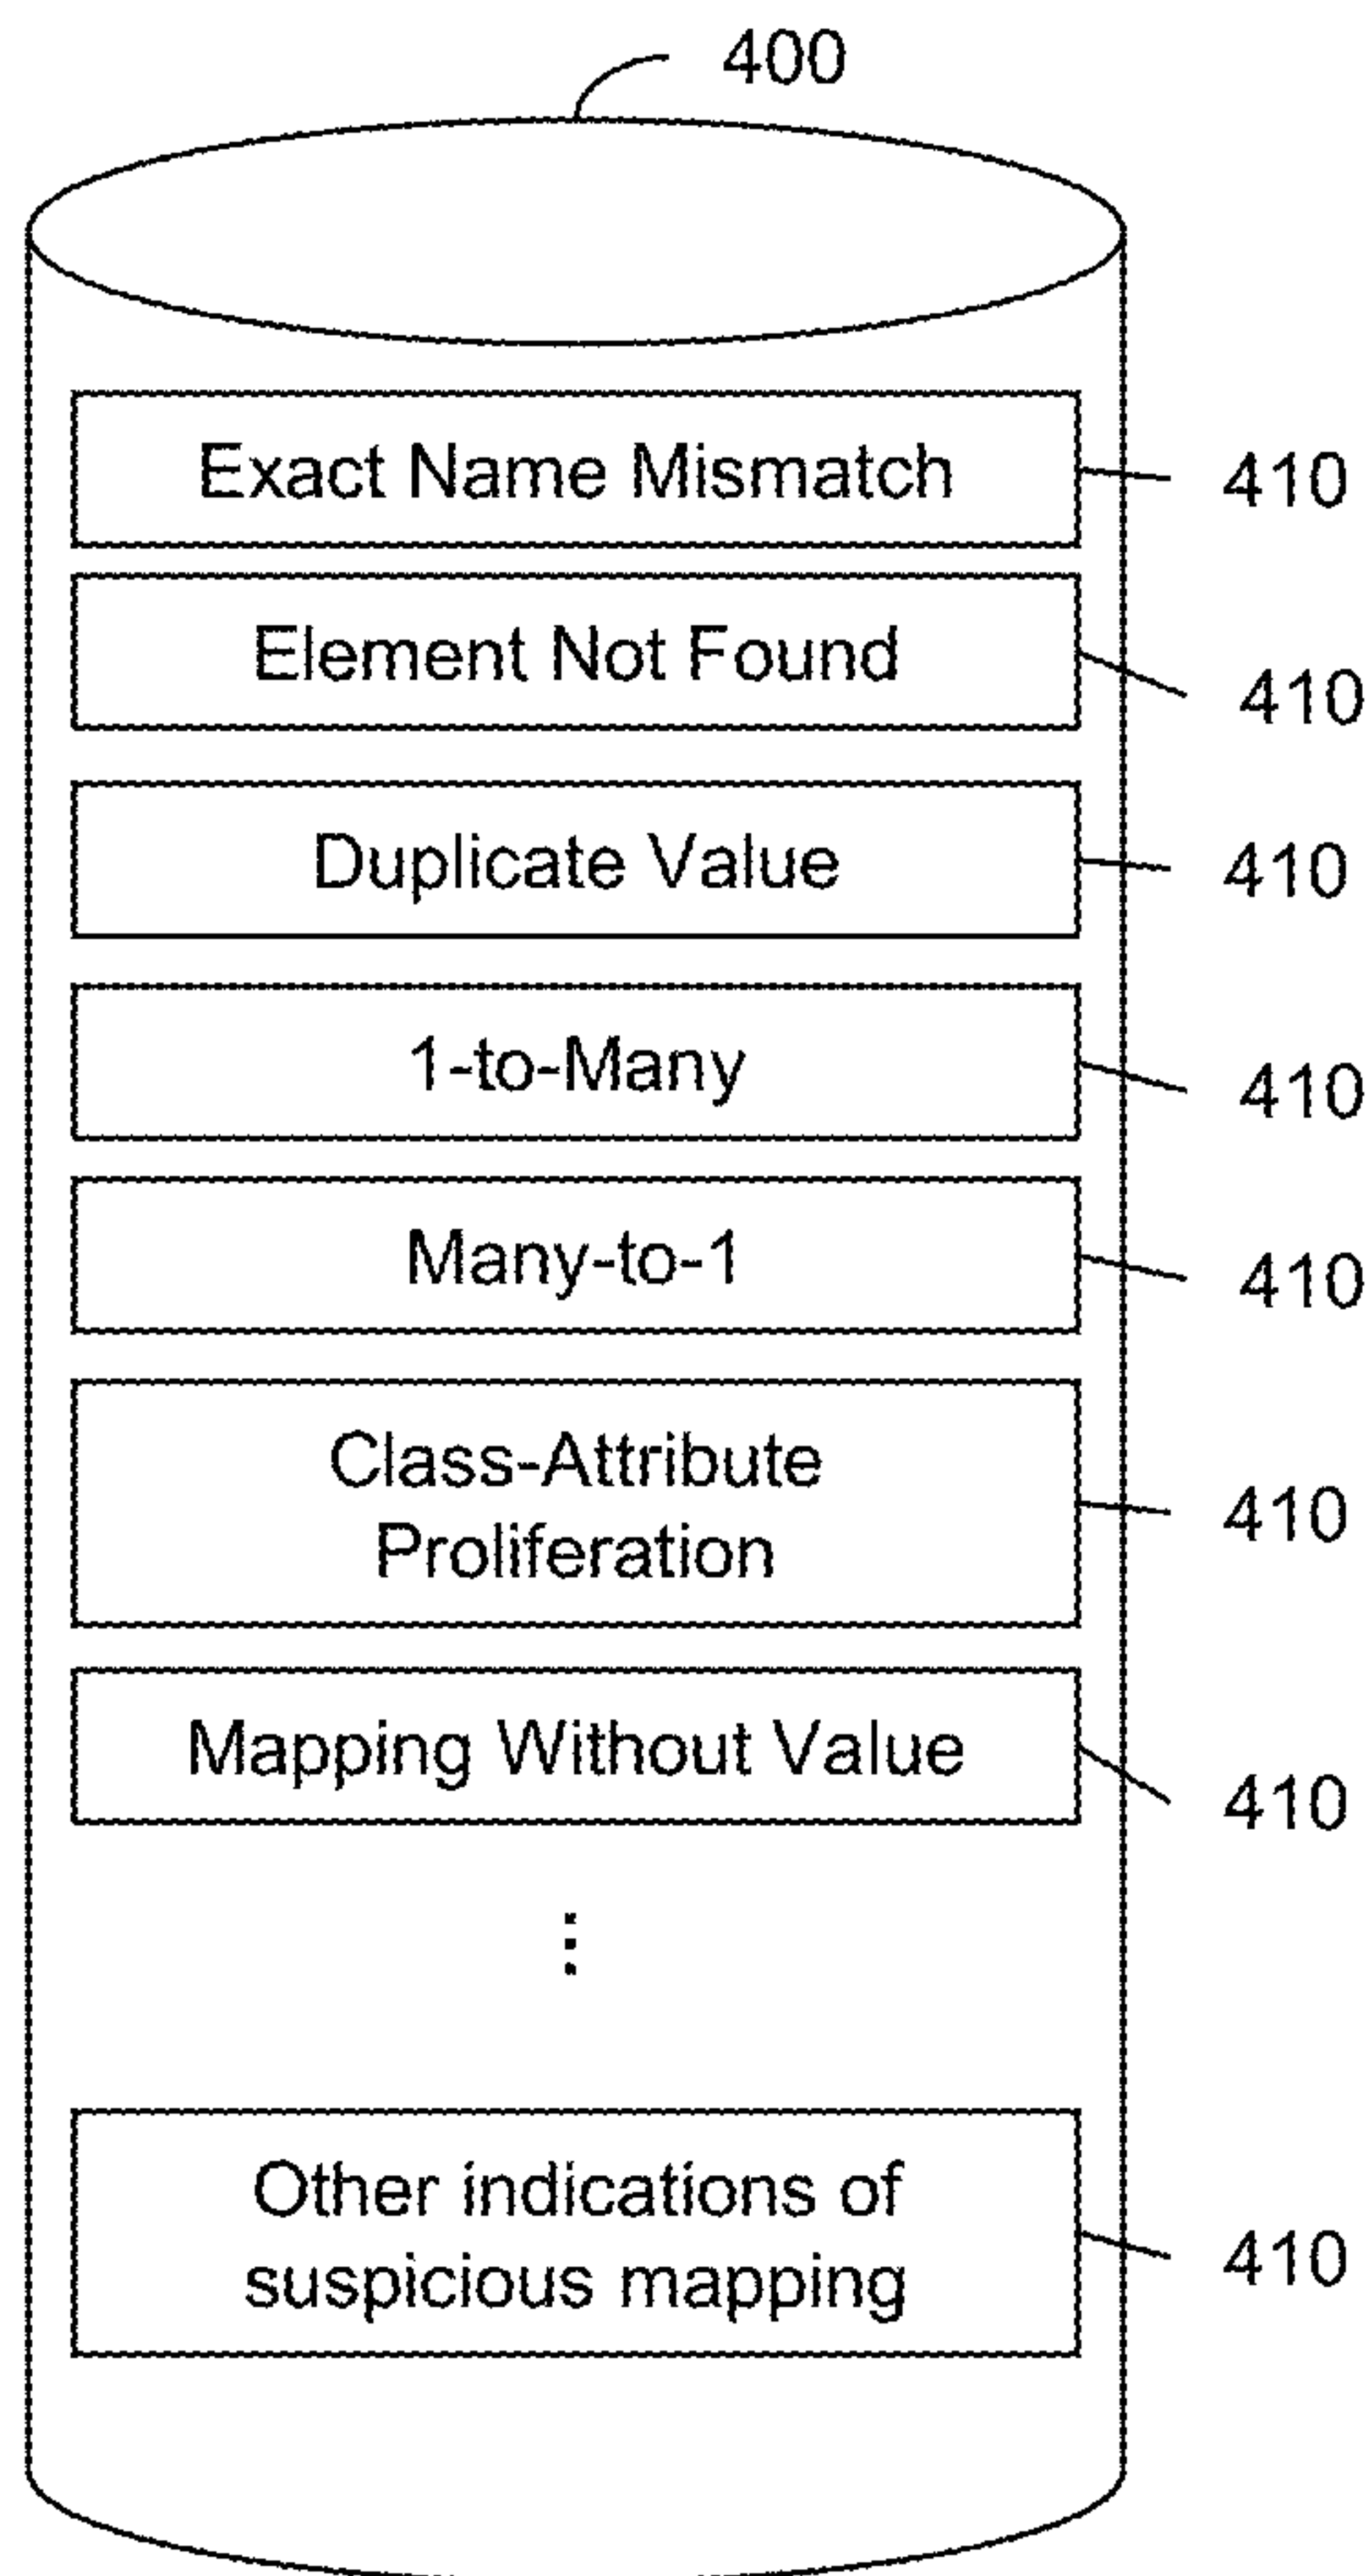 400
Exact Name Mismatch
410
Element Not Found
410
Duplicate Value
410
1-to-Many
410
Many-to-1
410
Class-Attribute
Proliferation
410
Mapping Without Value
410
Other indications of
suspicious mapping
410